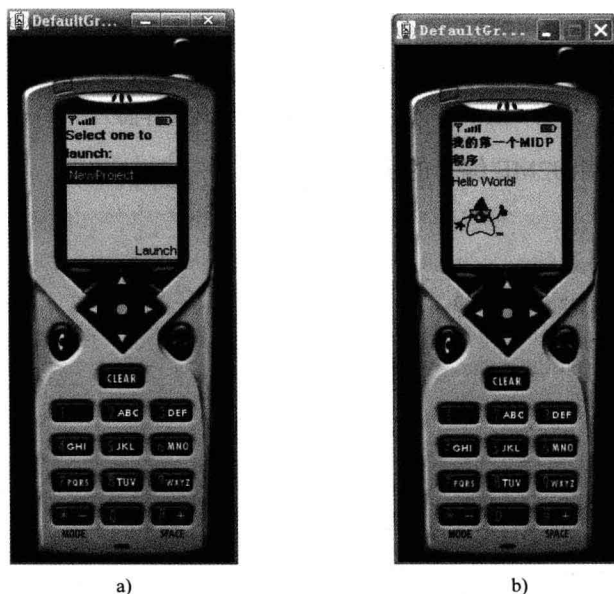 DefaultGr...
Select one to
launch:
NewProject
Launch
CLEAR
ABC
DEF
GHI
JKL
MNO
PQRS
TUV
WXYZ
MODE
SPACE
a)
DefaultGr...
我的第一个MIDP
程序
Hello World!
CLEAR
ABC
DEF
GHI
JKL
MNO
PQRS
TUV
WXYZ
MODE
SPACE
b)